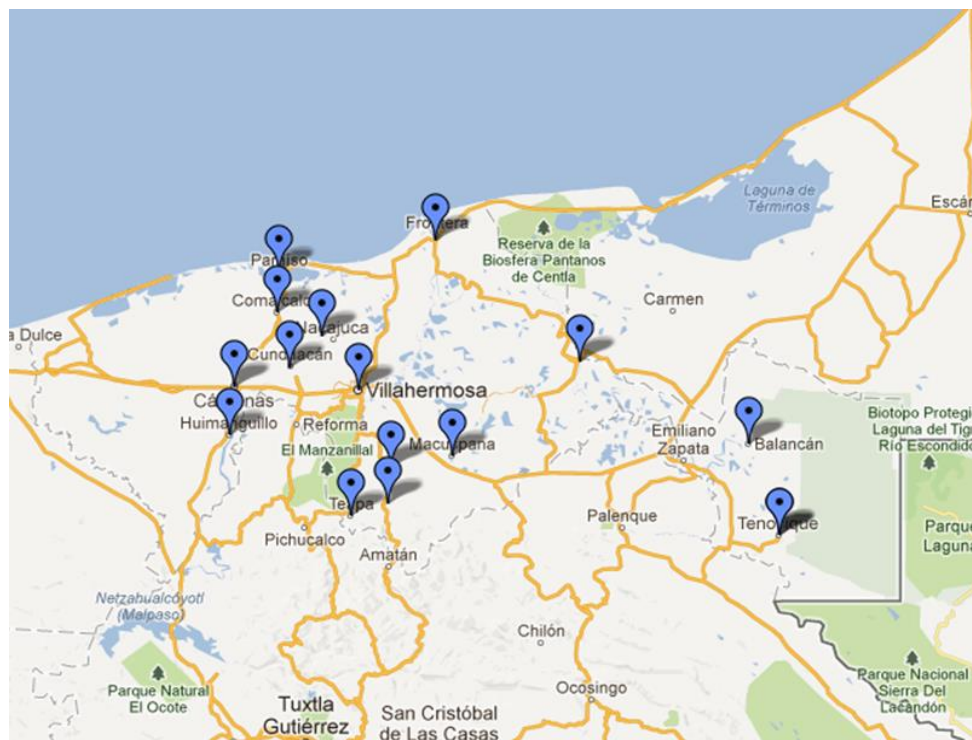 Laguna de
Términos
Escár
Frontera
Reserva de la
Biosfera Pantanos
de Centla
Paraíso
Comalcalco
Carmen
a Dulce
Nacajuca
Cunduacán
Villahermosa
Cárdenas
Huimanguillo
Reforma
El Manzanillal
Macuspana
Emiliano
Zapata
Balancán
Biotopo Protegi
Laguna del Tig
Río Escondido
Teapa
Pichucalco
Amatán
Palenque
Tenosique
Parque
Laguna
Netzahualcóyotl
(Malpaso)
Chilón
Parque Natural
El Ocote
Ocosingo
Parque Nacional
Sierra Del
Lacandón
Tuxtla
Gutiérrez
San Cristóbal
de Las Casas